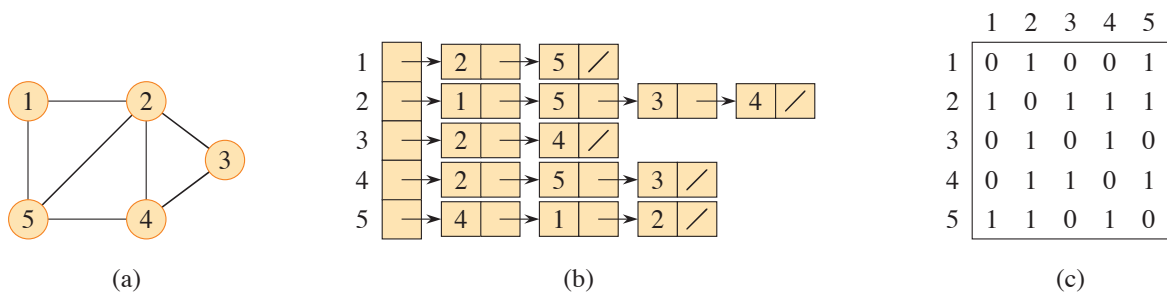 1 2
3
5 4
(a)
1 2 5 /
2 1 5 3 4 /
3 2 4 /
4 2 5 3 /
5 4 1 2 /
(b)
1 2 3 4 5
1 0 1 0 0 1
2 1 0 1 1 1
3 0 1 0 1 0
4 0 1 1 0 1
5 1 1 0 1 0
(c)